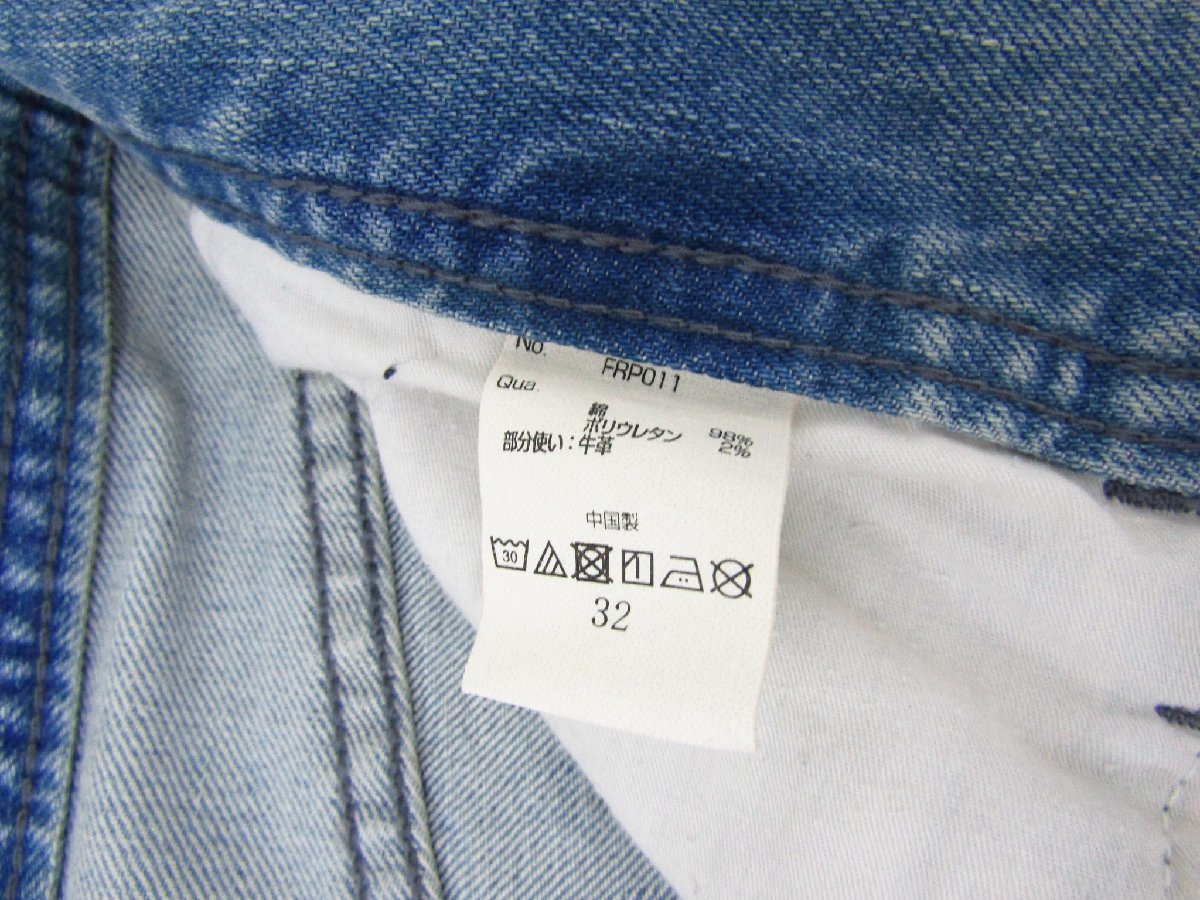 No. FRP011
Qua.
綿 98%
ポリウレタン 2%
部分使い：牛革
中国製
30
32